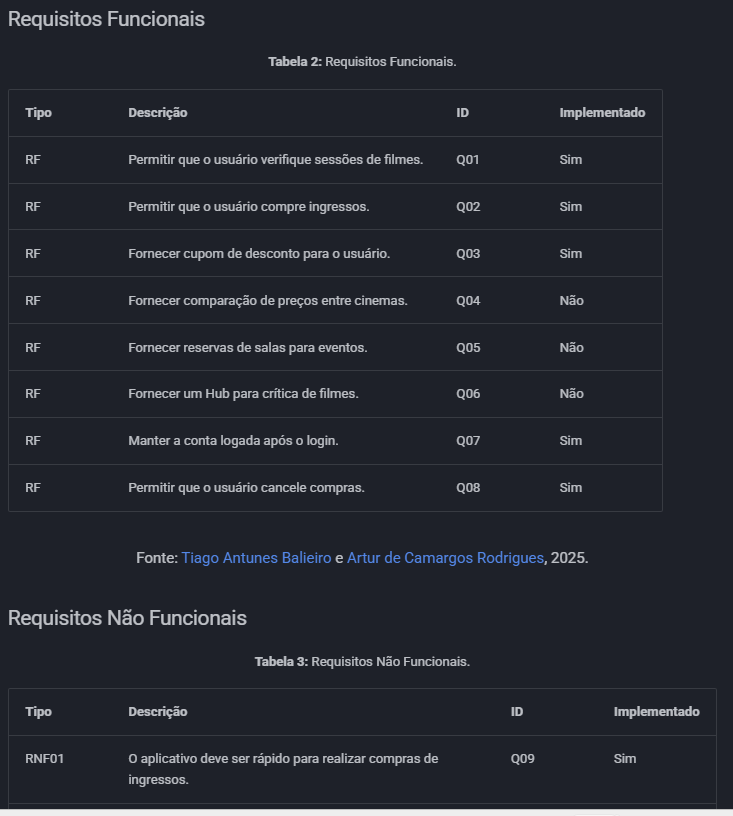 Requisitos Funcionais
Tabela 2: Requisitos Funcionais.
Tipo Descrição ID Implementado
RF Permitir que o usuário verifique sessões de filmes. Q01 Sim
RF Permitir que o usuário compre ingressos. Q02 Sim
RF Fornecer cupom de desconto para o usuário. Q03 Sim
RF Fornecer comparação de preços entre cinemas. Q04 Não
RF Fornecer reservas de salas para eventos. Q05 Não
RF Fornecer um Hub para crítica de filmes. Q06 Não
RF Manter a conta logada após o login. Q07 Sim
RF Permitir que o usuário cancele compras. Q08 Sim
Fonte: Tiago Antunes Balieiro e Artur de Camargos Rodrigues, 2025.
Requisitos Não Funcionais
Tabela 3: Requisitos Não Funcionais.
Tipo Descrição ID Implementado
RNF01 O aplicativo deve ser rápido para realizar compras de Q09 Sim
ingressos.